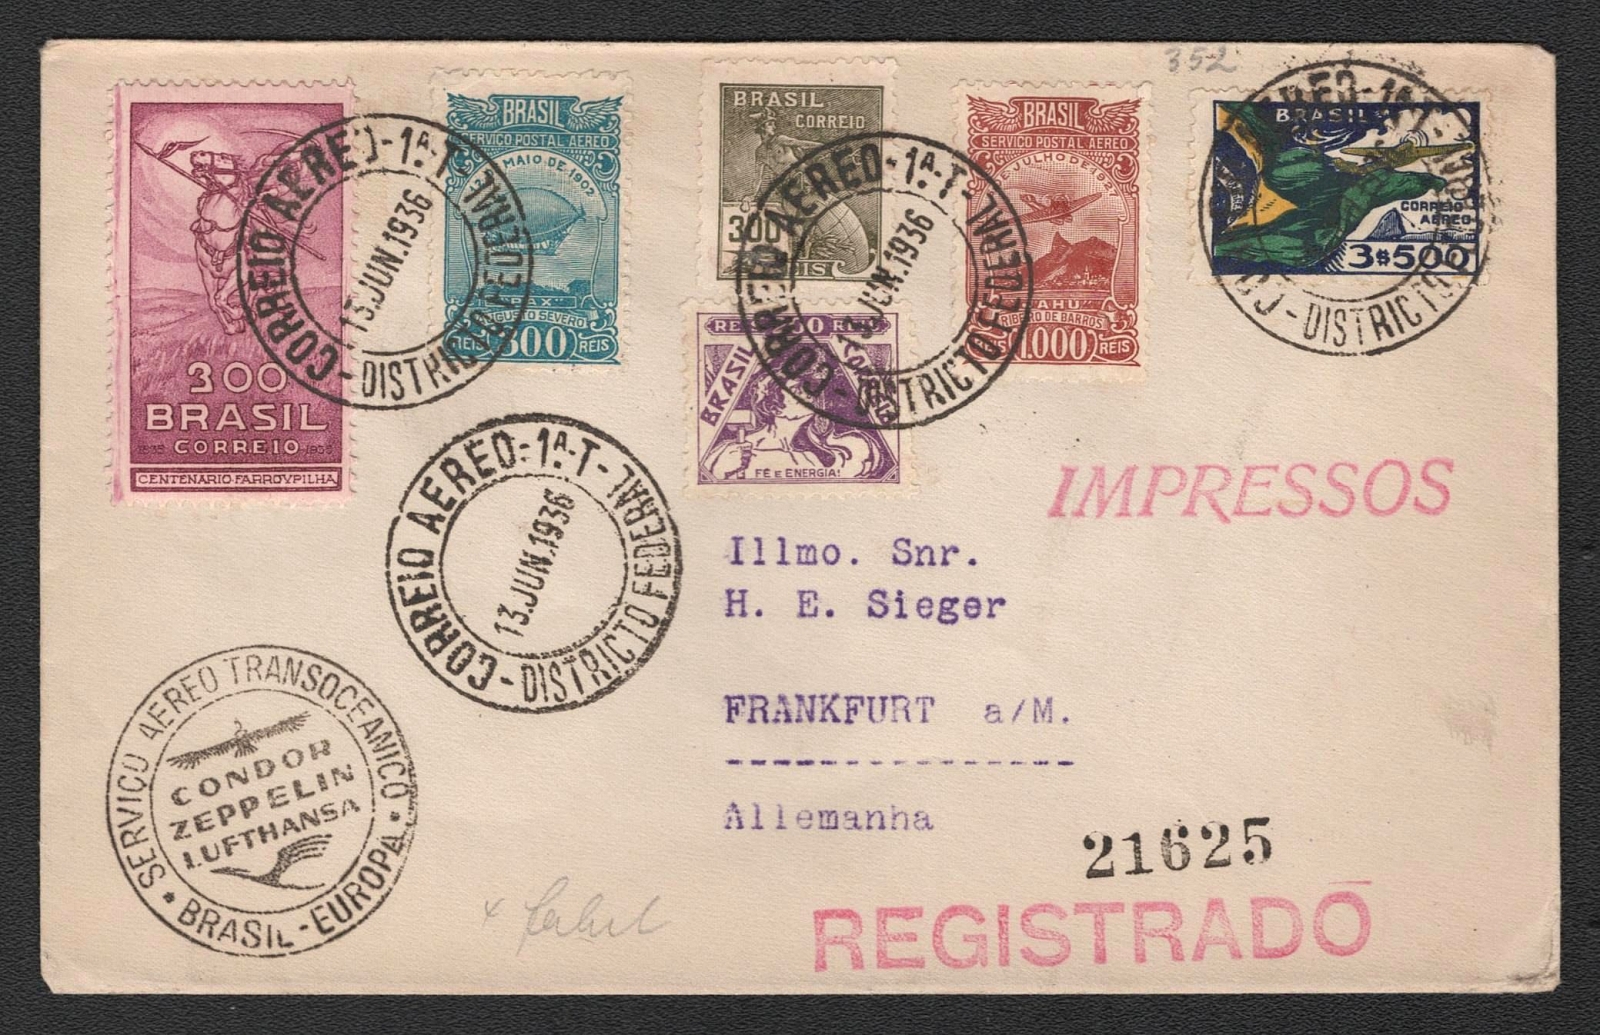 352
300
BRASIL
CORREIO
CENTENARIO·FARROVPILHA
BRASIL
SERVIÇO POSTAL AEREO
MAIO DE 1902
"PAX"
AUGUSTO SEVERO
REIS 300 REIS
BRASIL
CORREIO
300
REIS
BRASIL
FÉ E ENERGIA!
BRASIL
SERVIÇO POSTAL AEREO
JULHO DE 192
JAHU
RIBEIRO DE BARROS
REIS 1.000 REIS
BRASIL
CORREIO
AEREO
3$500
CORREIO AEREO-1ª-T-DISTRICTO FEDERAL-
13.JUN.1936
CORREIO AEREO-1ª-T-DISTRICTO FEDERAL-
13.JUN.1936
CORREIO AEREO-1ª-T-DISTRICTO FEDERAL-
13.JUN.1936
IMPRESSOS
Illmo. Snr.
H. E. Sieger
FRANKFURT a/M.
----------------
Allemanha
21625
REGISTRADO
SERVIÇO AEREO TRANSOCEANICO
CONDOR
ZEPPELIN
LUFTHANSA
BRASIL-EUROPA